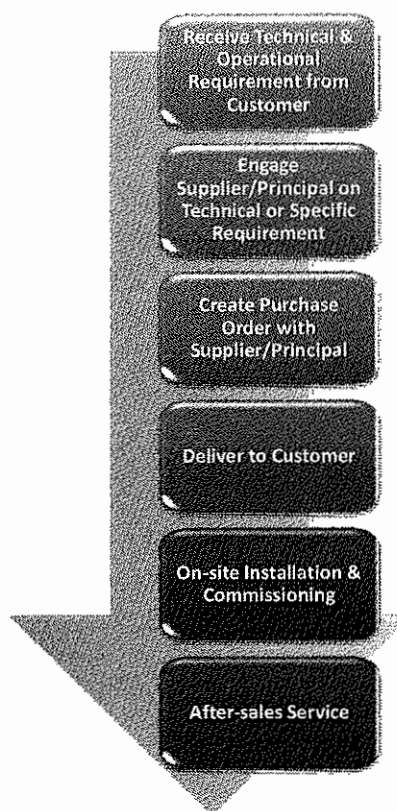 Receive Technical &
Operational
Requirement from
Customer
Engage
Supplier/Principal on
Technical or Specific
Requirement
Create Purchase
Order with
Supplier/Principal
Deliver to Customer
On-site Installation &
Commissioning
After-sales Service